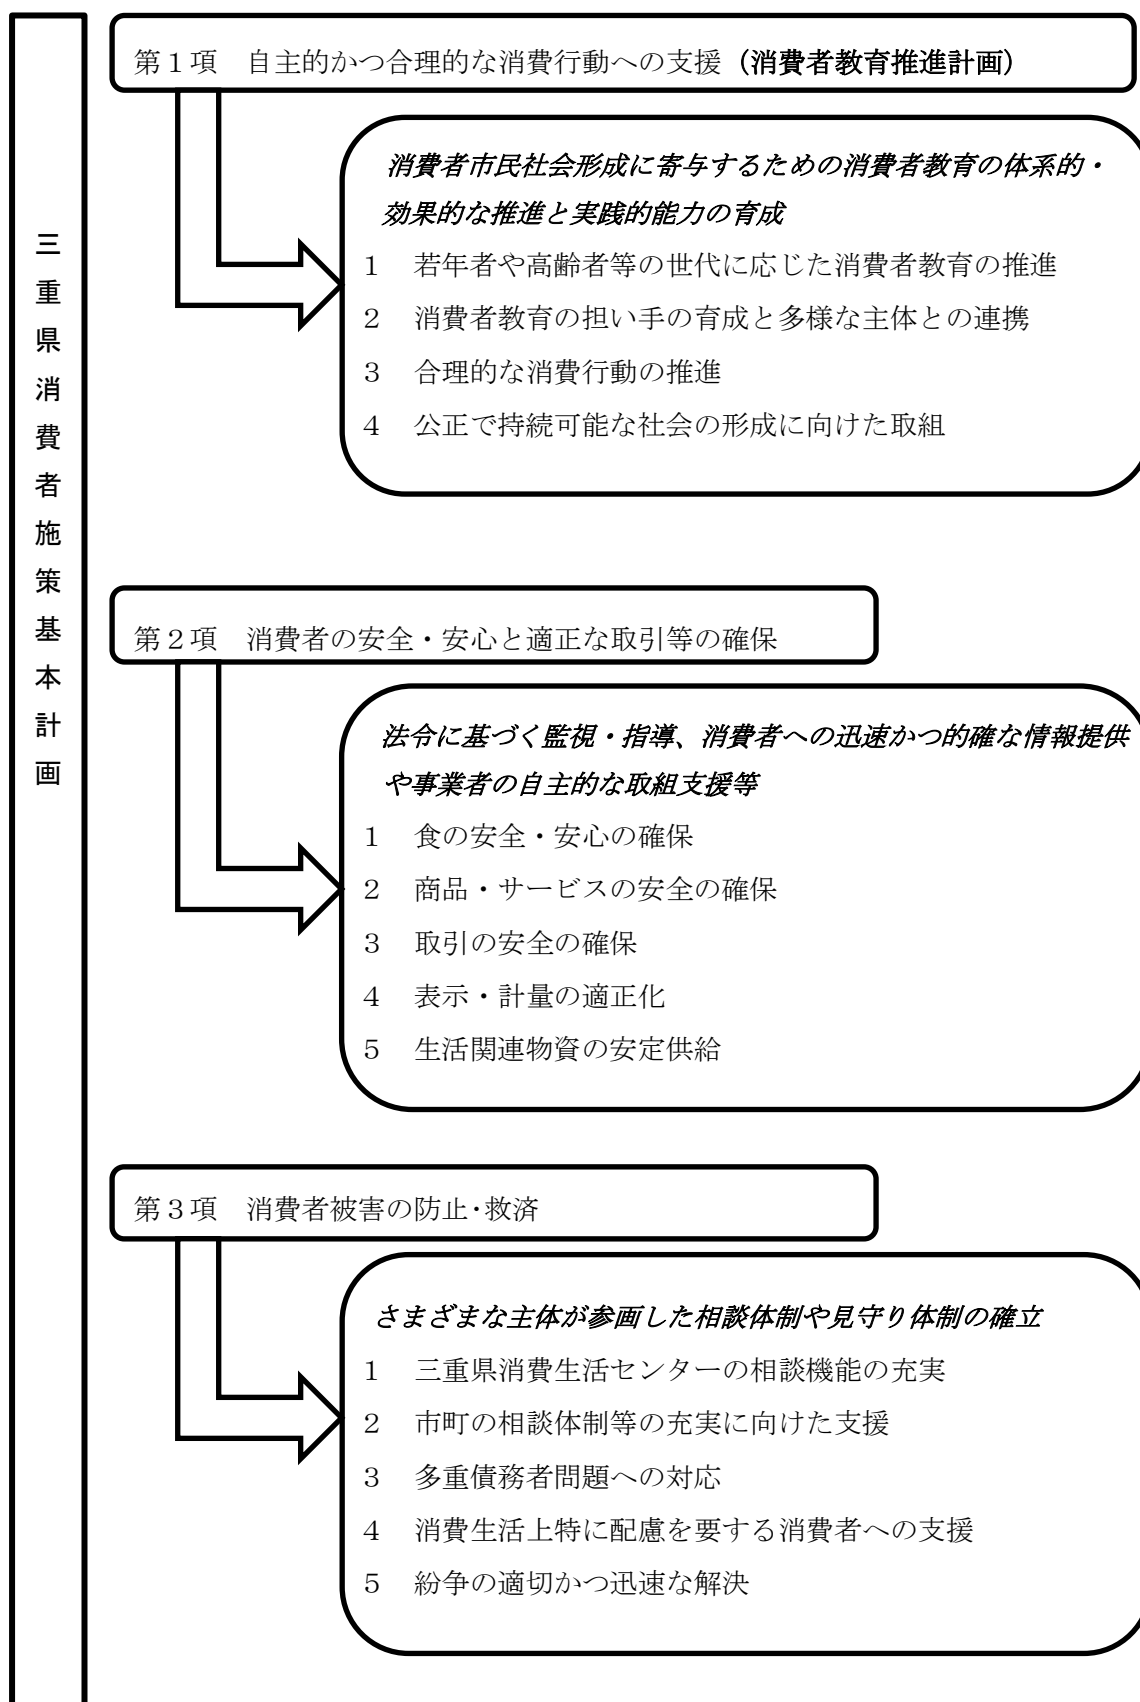 三重県消費者施策基本計画
第１項　自主的かつ合理的な消費行動への支援（消費者教育推進計画）
消費者市民社会形成に寄与するための消費者教育の体系的・
効果的な推進と実践的能力の育成
１　若年者や高齢者等の世代に応じた消費者教育の推進
２　消費者教育の担い手の育成と多様な主体との連携
３　合理的な消費行動の推進
４　公正で持続可能な社会の形成に向けた取組
第２項　消費者の安全・安心と適正な取引等の確保
法令に基づく監視・指導、消費者への迅速かつ的確な情報提供
や事業者の自主的な取組支援等
１　食の安全・安心の確保
２　商品・サービスの安全の確保
３　取引の安全の確保
４　表示・計量の適正化
５　生活関連物資の安定供給
第３項　消費者被害の防止・救済
さまざまな主体が参画した相談体制や見守り体制の確立
１　三重県消費生活センターの相談機能の充実
２　市町の相談体制等の充実に向けた支援
３　多重債務者問題への対応
４　消費生活上特に配慮を要する消費者への支援
５　紛争の適切かつ迅速な解決